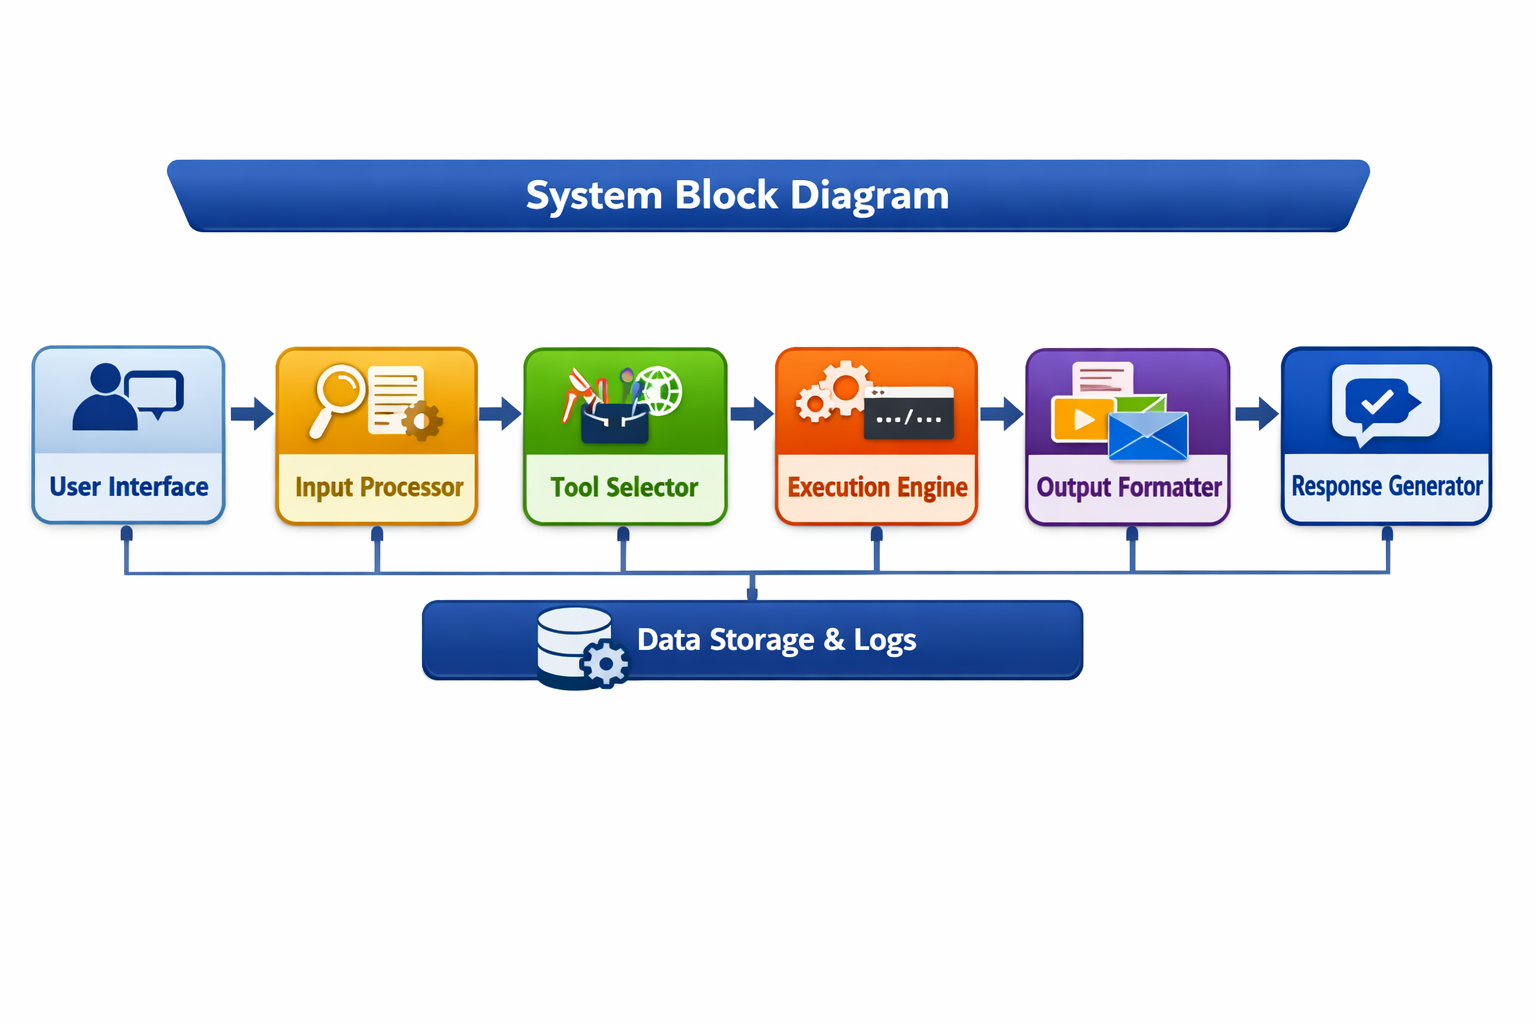 System Block Diagram
User Interface
Input Processor
Tool Selector
Execution Engine
Output Formatter
Response Generator
Data Storage & Logs